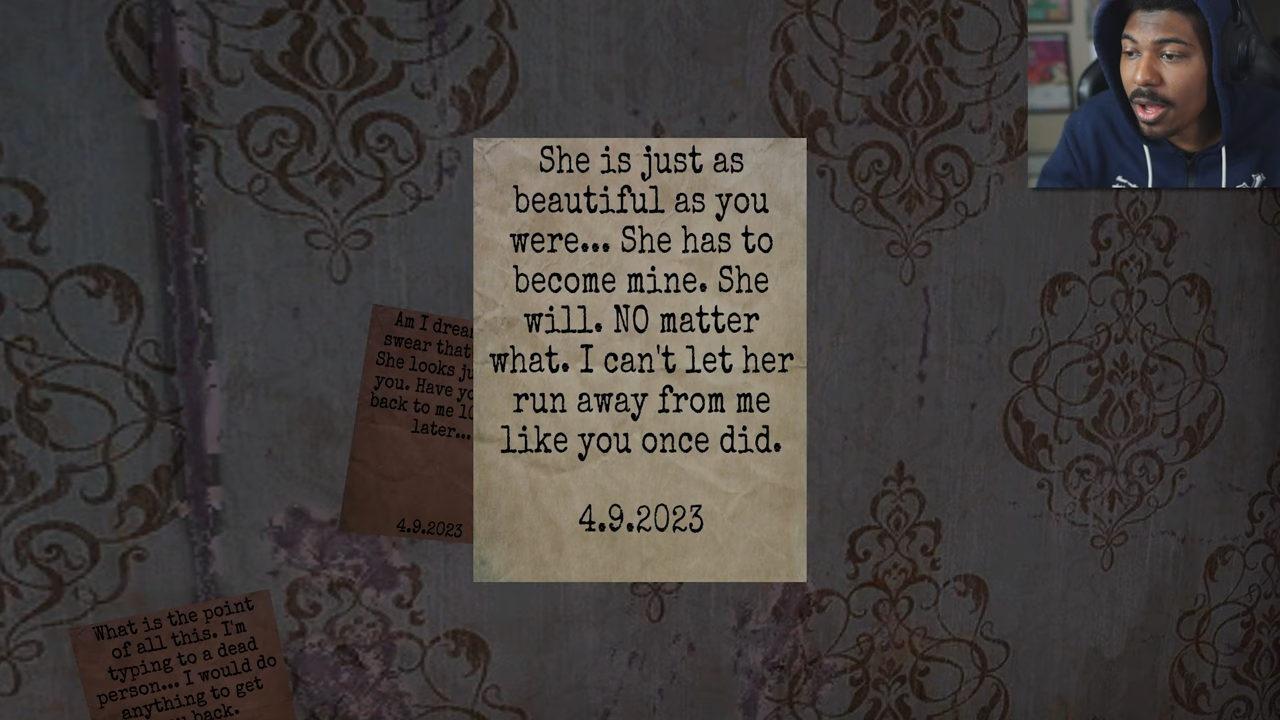 She is just as
beautiful as you
were... She has to
become mine. She
will. NO matter
what. I can't let her
run away from me
like you once did.
4.9.2023
Am I
swear that
She looks
you. Have
back to me
later...
4.9.2023
What is the point
of all this. I'm
typing to a dead
person... I would do
anything to get
back.